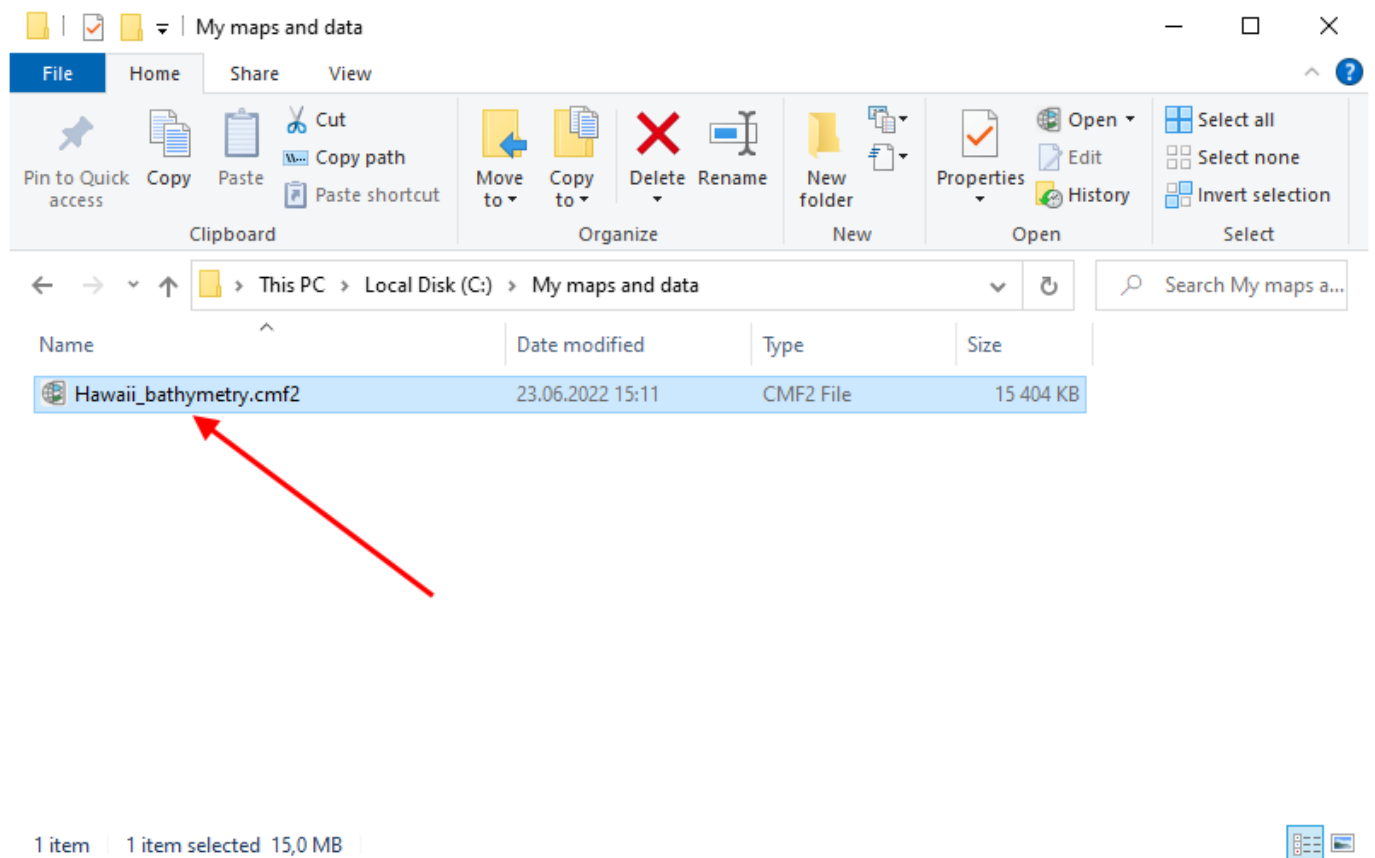 My maps and data
File Home Share View
?
Pin to Quick access
Copy
Paste
Cut
W... Copy path
Paste shortcut
Clipboard
Move to
Copy to
Delete
Rename
Organize
New folder
New
Properties
Open
Edit
History
Open
Select all
Select none
Invert selection
Select
This PC > Local Disk (C:) > My maps and data
Search My maps a...
Name Date modified Type Size
Hawaii_bathymetry.cmf2 23.06.2022 15:11 CMF2 File 15 404 KB
1 item 1 item selected 15,0 MB